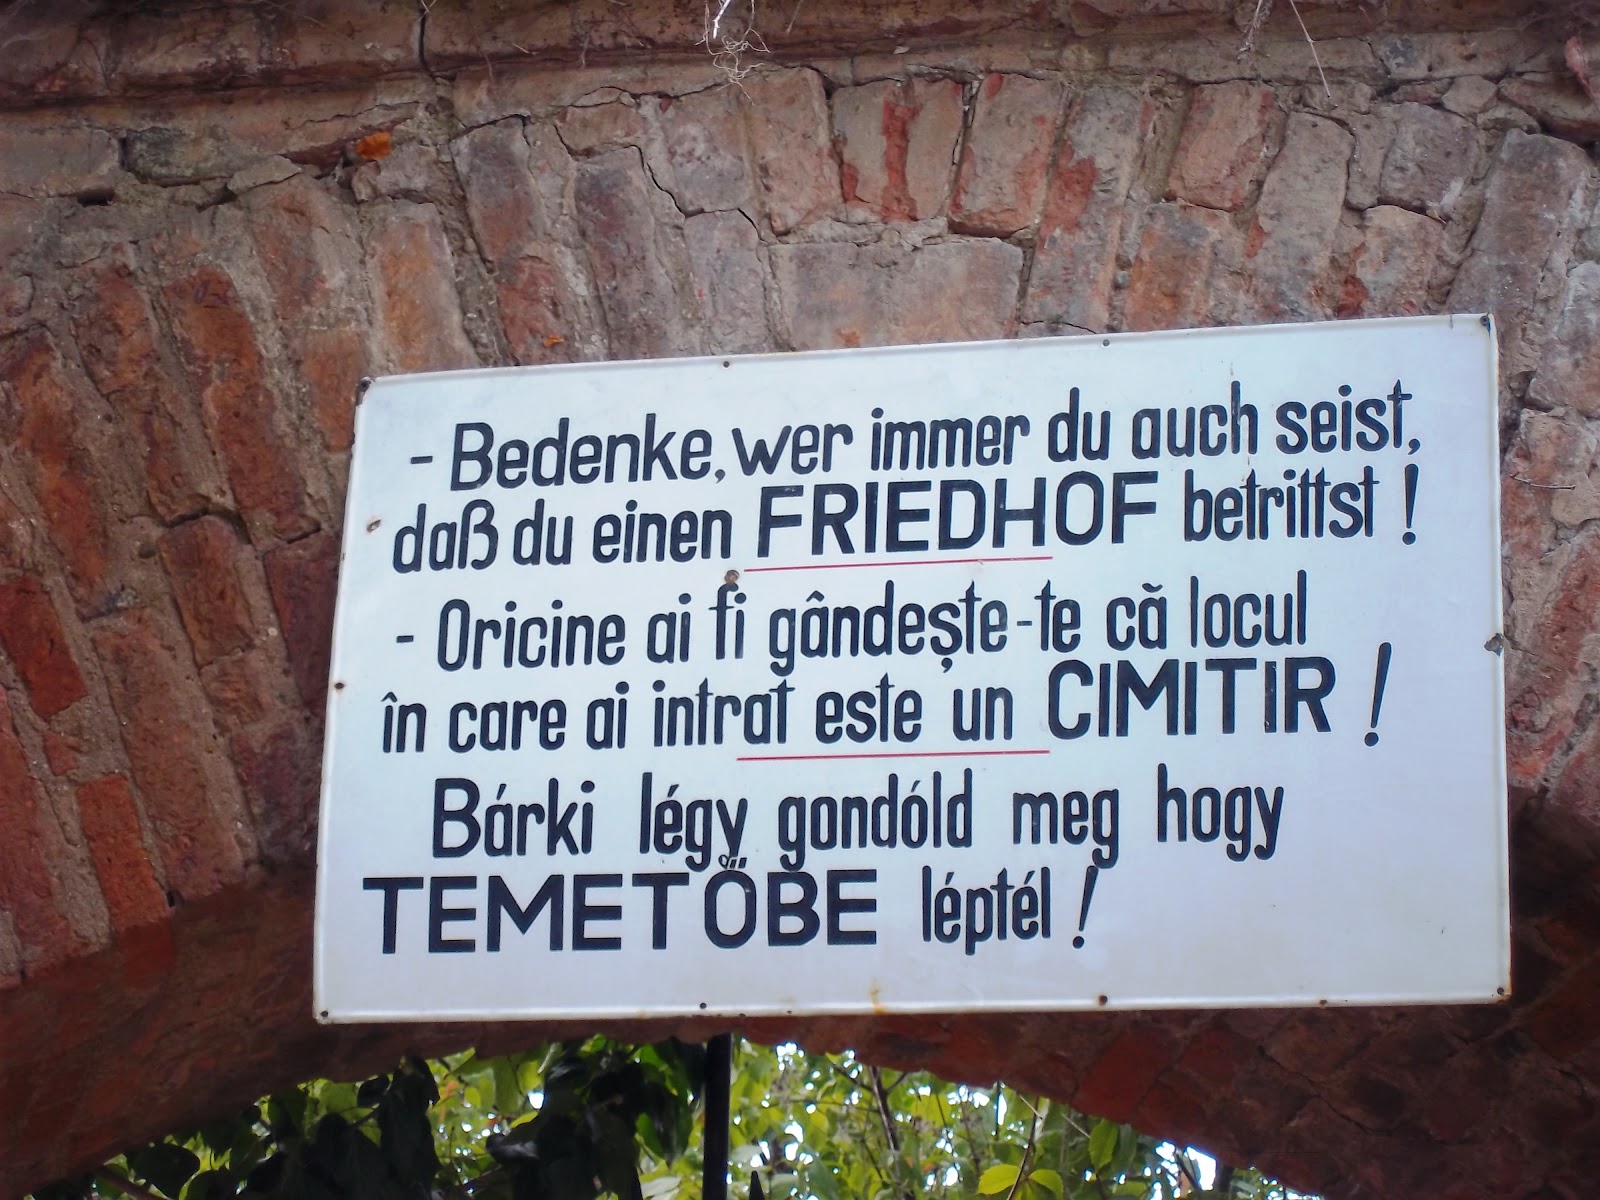 - Bedenke, wer immer du auch seist,
daß du einen FRIEDHOF betrittst !
- Oricine ai fi gândește-te că locul
în care ai intrat este un CIMITIR !
Bárki légy gondóld meg hogy
TEMETŐBE léptél !